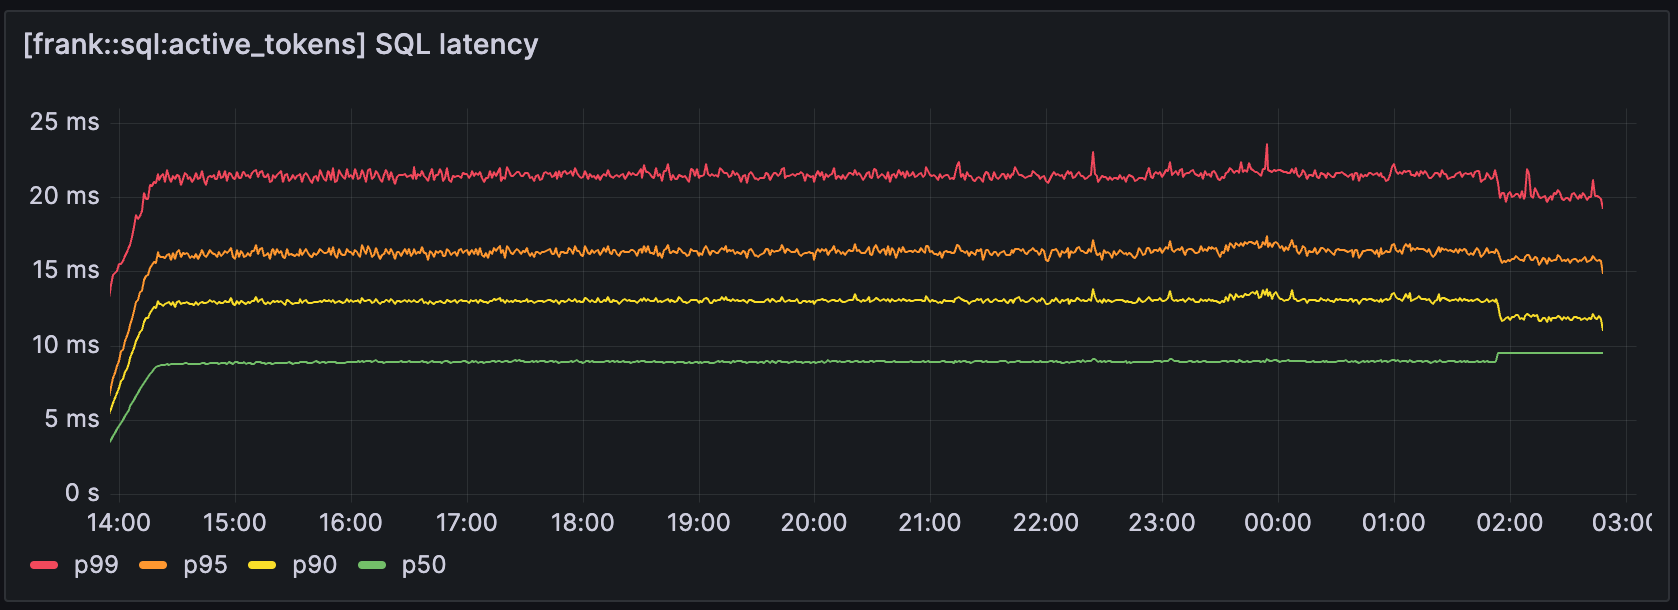 [frank::sql:active_tokens] SQL latency
25 ms
20 ms
15 ms
10 ms
5 ms
0 s
14:00 15:00 16:00 17:00 18:00 19:00 20:00 21:00 22:00 23:00 00:00 01:00 02:00 03:0
p99 p95 p90 p50